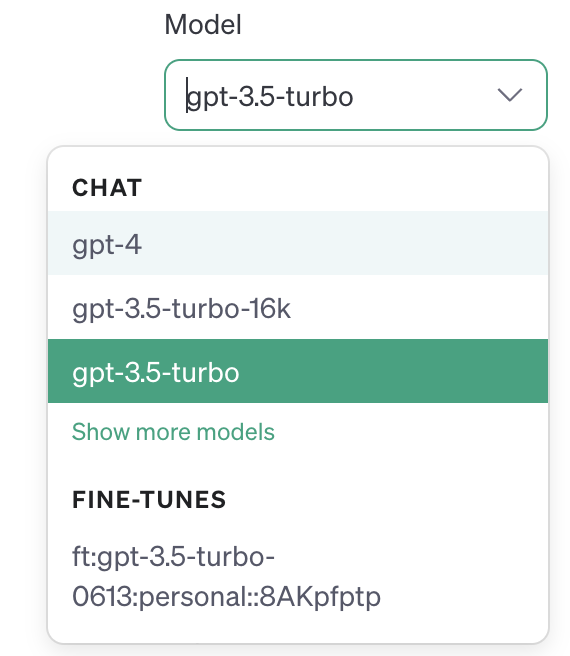 Model
gpt-3.5-turbo
CHAT
gpt-4
gpt-3.5-turbo-16k
gpt-3.5-turbo
Show more models
FINE-TUNES
ft:gpt-3.5-turbo-
0613:personal::8AKpfptp